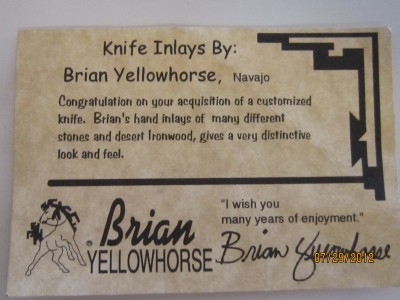 Knife Inlays By:
Brian Yellowhorse, Navajo
Congratulation on your acquisition of a customized
knife. Brian's hand inlays of many different
stones and desert Ironwood, gives a very distinctive
look and feel.
"I wish you
many years of enjoyment."
® Brian
YELLOWHORSE
Brian Yellowhorse
07/29/2012